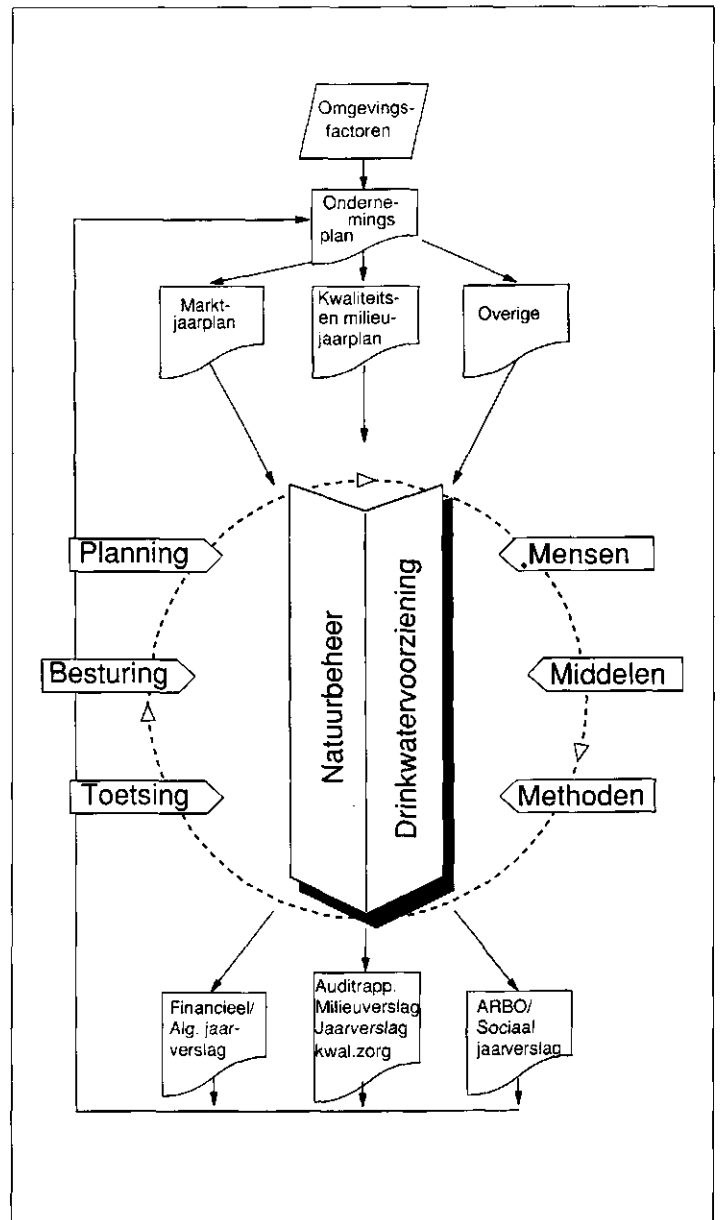 Omgevings-
factoren
Onderne-
mings
plan
Markt-
jaarplan
Kwaliteits-
en milieu-
jaarplan
Overige
Planning
Mensen
Besturing
Middelen
Toetsing
Methoden
Natuurbeheer
Drinkwatervoorziening
Financieel/
Alg. jaar-
verslag
Auditrapp.
Milieuverslag
Jaarverslag
kwal.zorg
ARBO/
Sociaal
jaarverslag